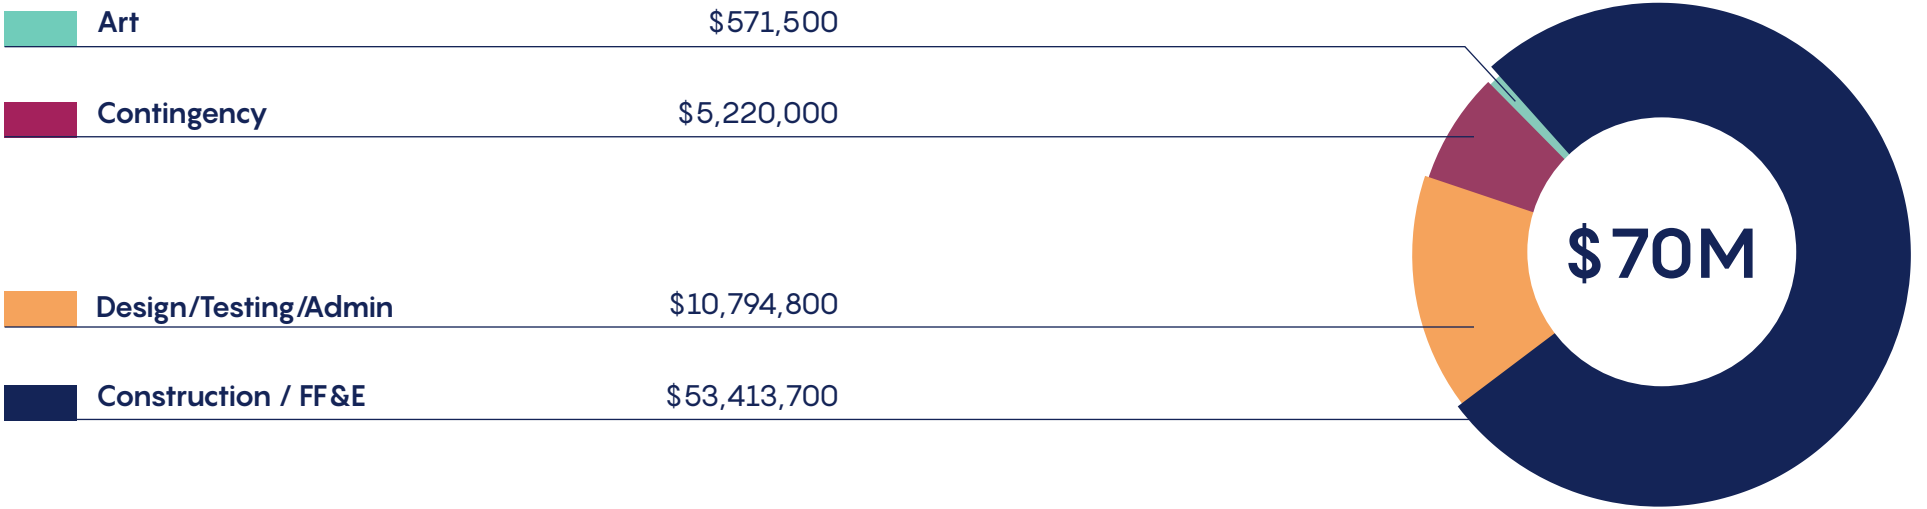 Art $571,500
Contingency $5,220,000
Design/Testing/Admin $10,794,800
Construction / FF&E $53,413,700
$70M